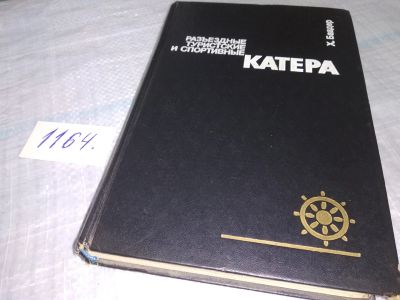 РАЗЪЕЗДНЫЕ
ТУРИСТСКИЕ
И СПОРТИВНЫЕ
КАТЕРА
Х. Баадер
1164.